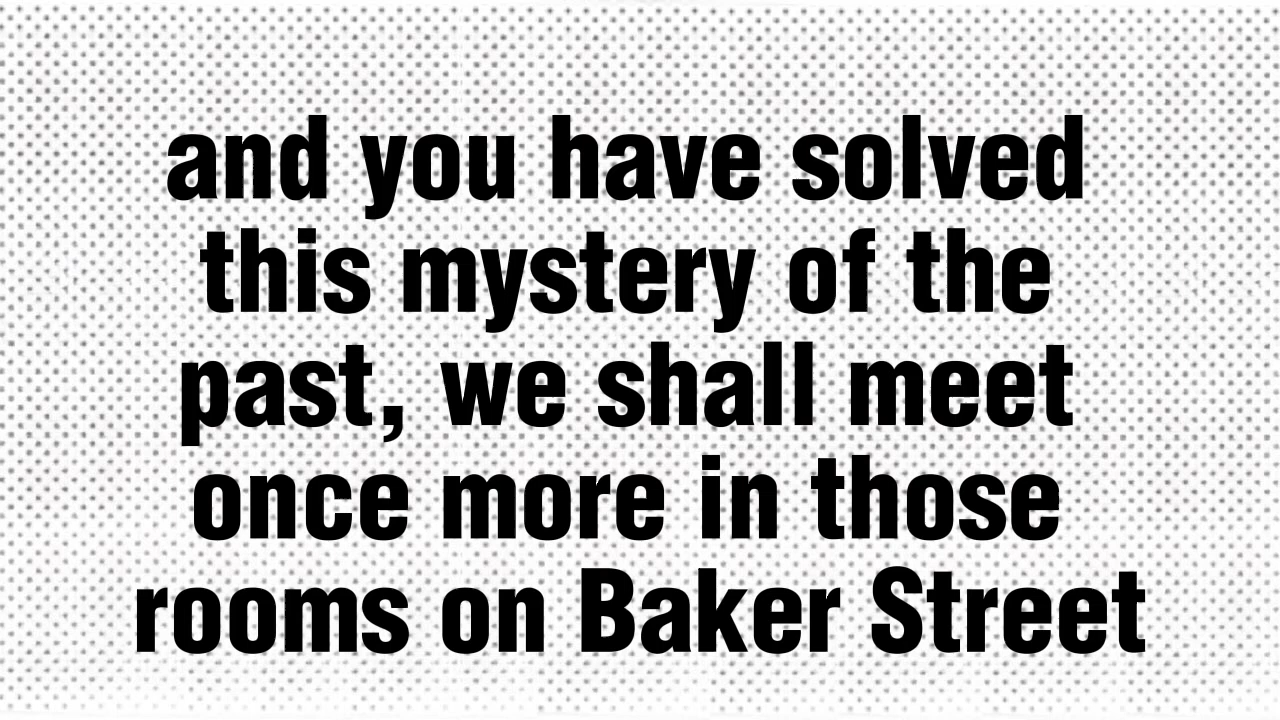 and you have solved
this mystery of the
past, we shall meet
once more in those
rooms on Baker Street